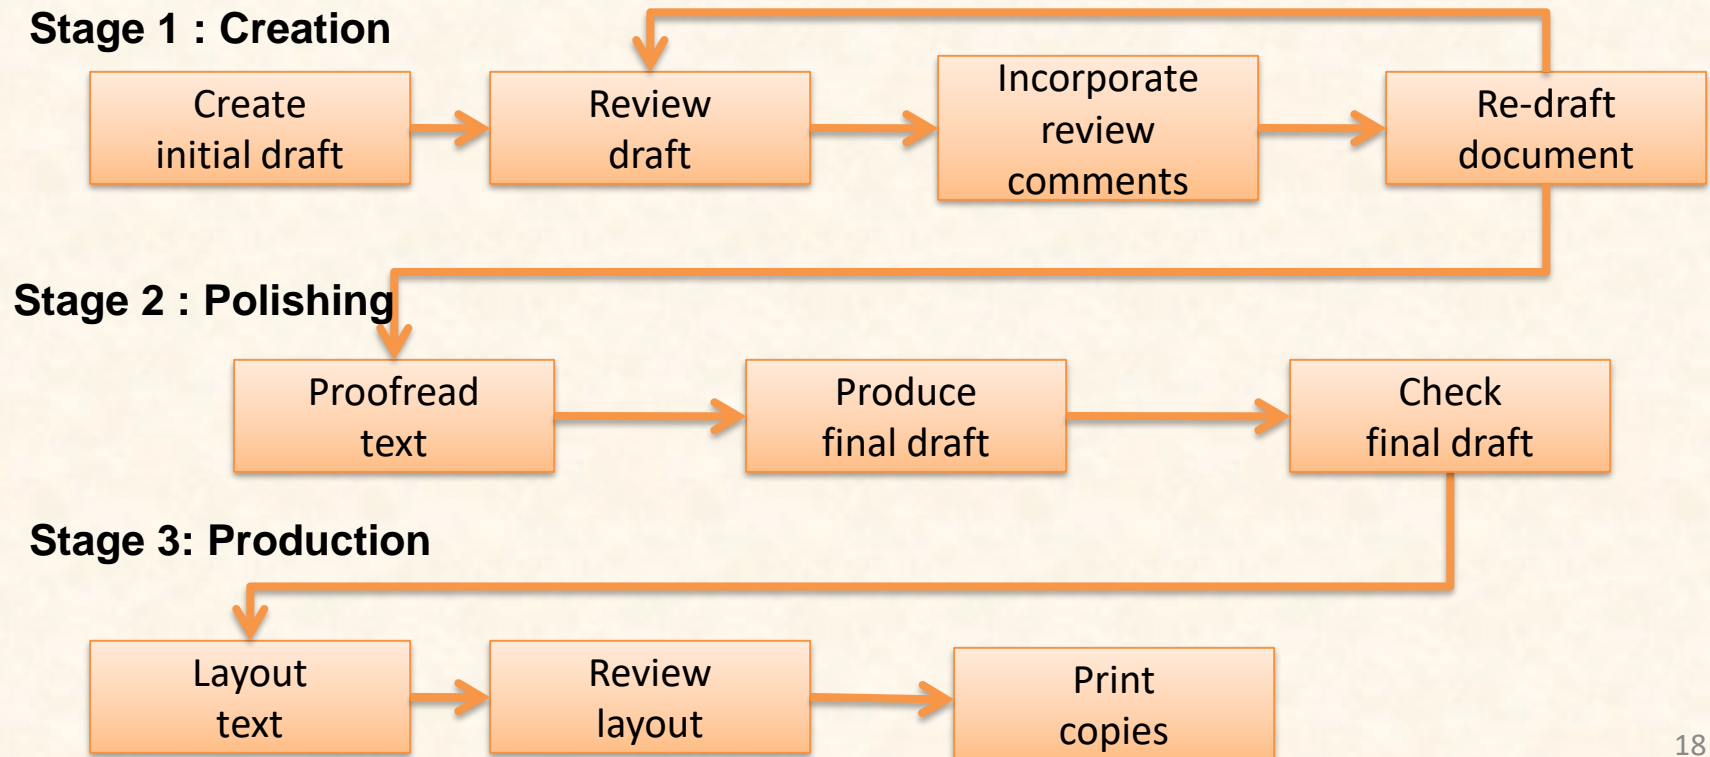 Stage 1 : Creation
Create
initial draft
Review
draft
Incorporate
review
comments
Re-draft
document
Stage 2 : Polishing
Proofread
text
Produce
final draft
Check
final draft
Stage 3: Production
Layout
text
Review
layout
Print
copies
18